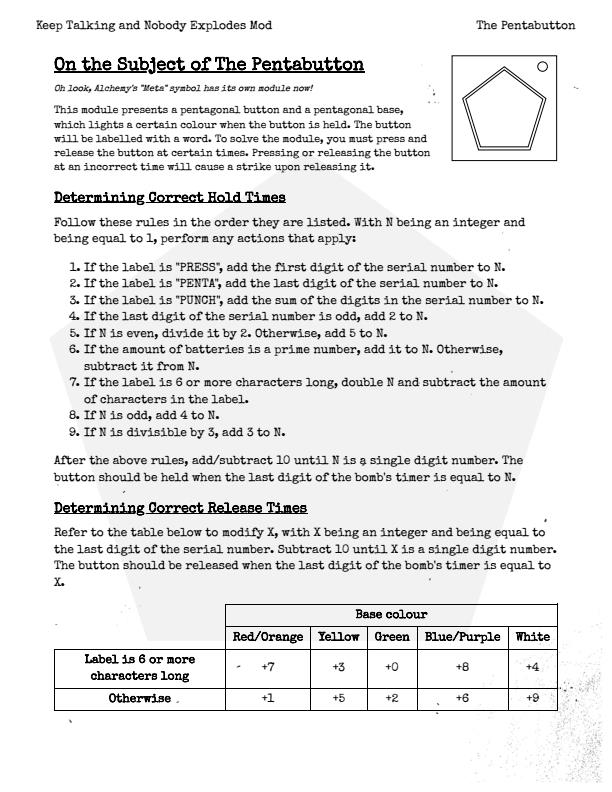 Keep Talking and Nobody Explodes Mod
The Pentabutton
On the Subject of The Pentabutton
Oh look, Alchemy's "Meta" symbol has its own module now!
This module presents a pentagonal button and a pentagonal base,
which lights a certain colour when the button is held. The button
will be labelled with a word. To solve the module, you must press and
release the button at certain times. Pressing or releasing the button
at an incorrect time will cause a strike upon releasing it.
Determining Correct Hold Times
Follow these rules in the order they are listed. With N being an integer and
being equal to 1, perform any actions that apply:
1. If the label is "PRESS", add the first digit of the serial number to N.
2. If the label is "PENTA", add the last digit of the serial number to N.
3. If the label is "PUNCH", add the sum of the digits in the serial number to N.
4. If the last digit of the serial number is odd, add 2 to N.
5. If N is even, divide it by 2. Otherwise, add 5 to N.
6. If the amount of batteries is a prime number, add it to N. Otherwise,
subtract it from N.
7. If the label is 6 or more characters long, double N and subtract the amount
of characters in the label.
8. If N is odd, add 4 to N.
9. If N is divisible by 3, add 3 to N.
After the above rules, add/subtract 10 until N is a single digit number. The
button should be held when the last digit of the bomb's timer is equal to N.
Determining Correct Release Times
Refer to the table below to modify X, with X being an integer and being equal to
the last digit of the serial number. Subtract 10 until X is a single digit number.
The button should be released when the last digit of the bomb's timer is equal to
X.
Base colour
Red/Orange Yellow Green Blue/Purple White
Label is 6 or more
characters long
+7 +3 +0 +8 +4
Otherwise +1 +5 +2 +6 +9